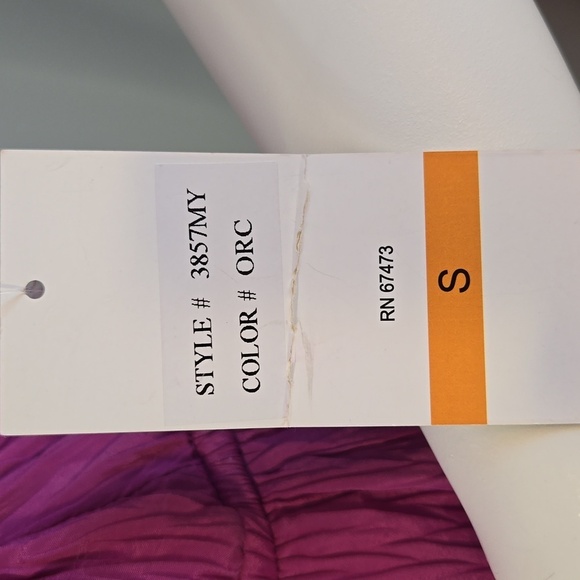 STYLE # 3857MY
COLOR # ORC
RN 67473
S